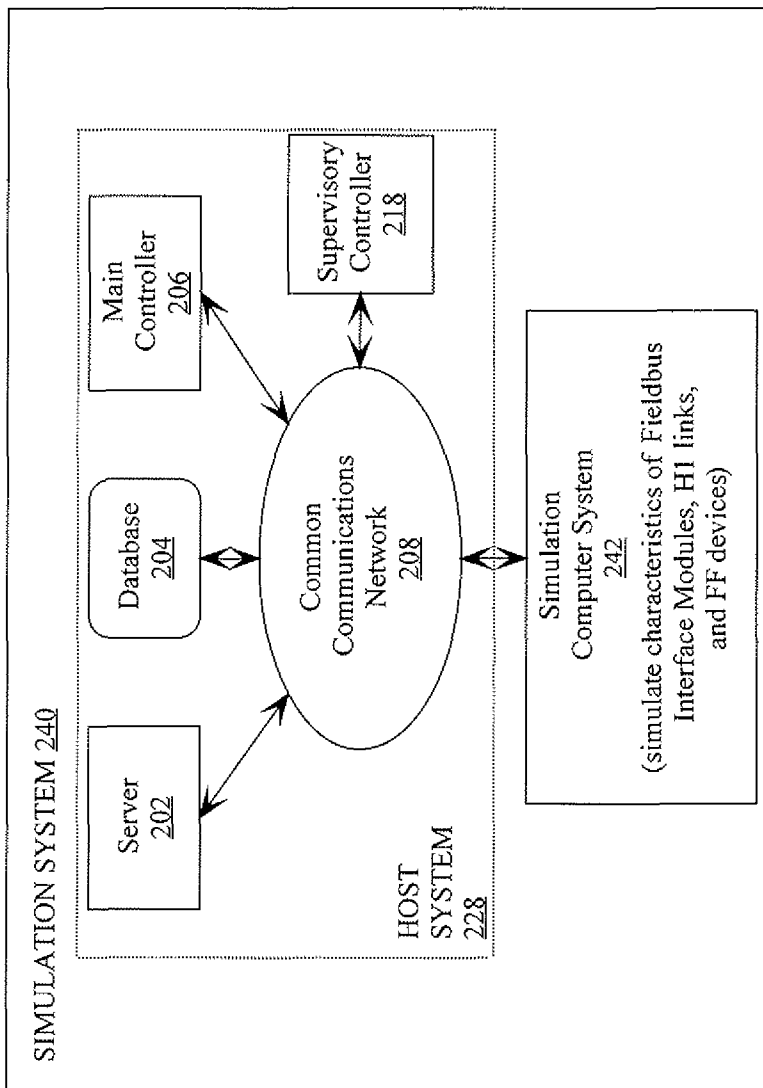 SIMULATION SYSTEM 240
Server
202
Database
204
Main
Controller
206
Common
Communications
Network
208
Supervisory
Controller
218
HOST
SYSTEM
228
Simulation
Computer System
242
(simulate characteristics of Fieldbus
Interface Modules, H1 links,
and FF devices)